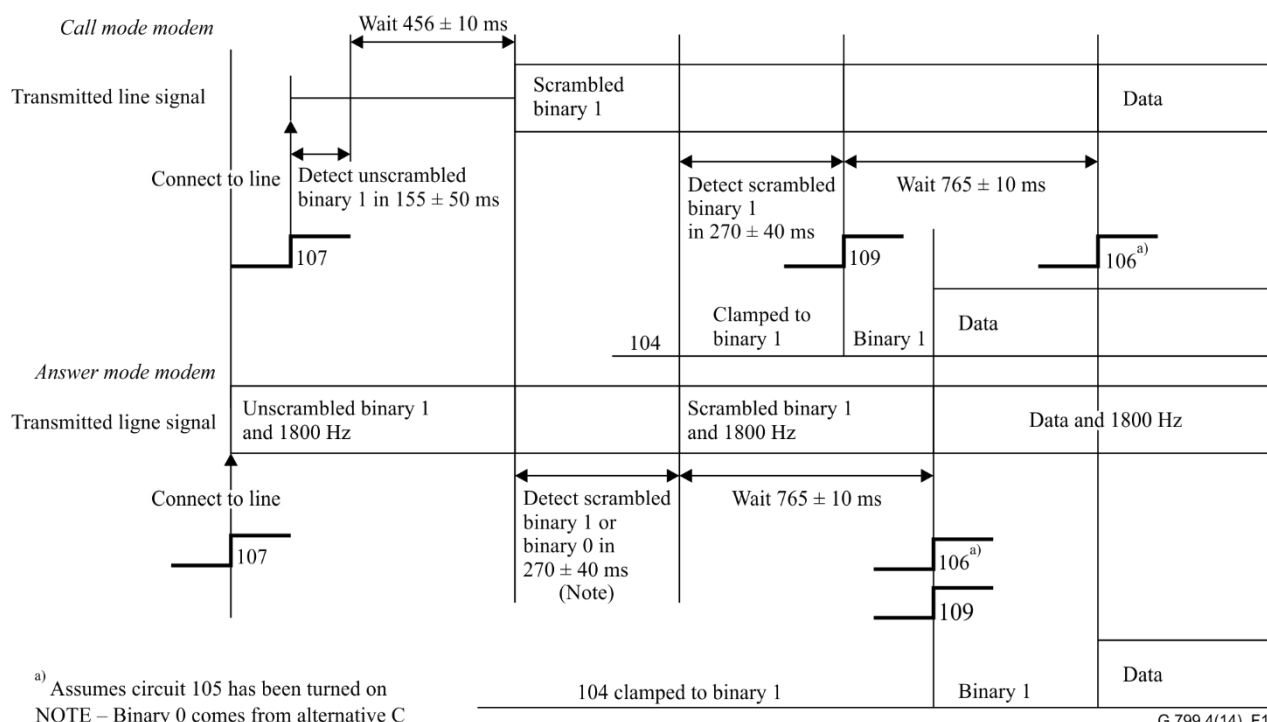 Call mode modem
Wait 456 ± 10 ms
Transmitted line signal
Scrambled
binary 1
Data
Connect to line
Detect unscrambled
binary 1 in 155 ± 50 ms
Detect scrambled
binary 1
in 270 ± 40 ms
Wait 765 ± 10 ms
107
109
106 a)
Clamped to
binary 1
104
Binary 1
Data
Answer mode modem
Transmitted ligne signal
Unscrambled binary 1
and 1800 Hz
Scrambled binary 1
and 1800 Hz
Data and 1800 Hz
Connect to line
Detect scrambled
binary 1 or
binary 0 in
270 ± 40 ms
(Note)
Wait 765 ± 10 ms
107
106 a)
109
104 clamped to binary 1
Binary 1
Data
a) Assumes circuit 105 has been turned on
NOTE – Binary 0 comes from alternative C
G.799.4(14)_F1